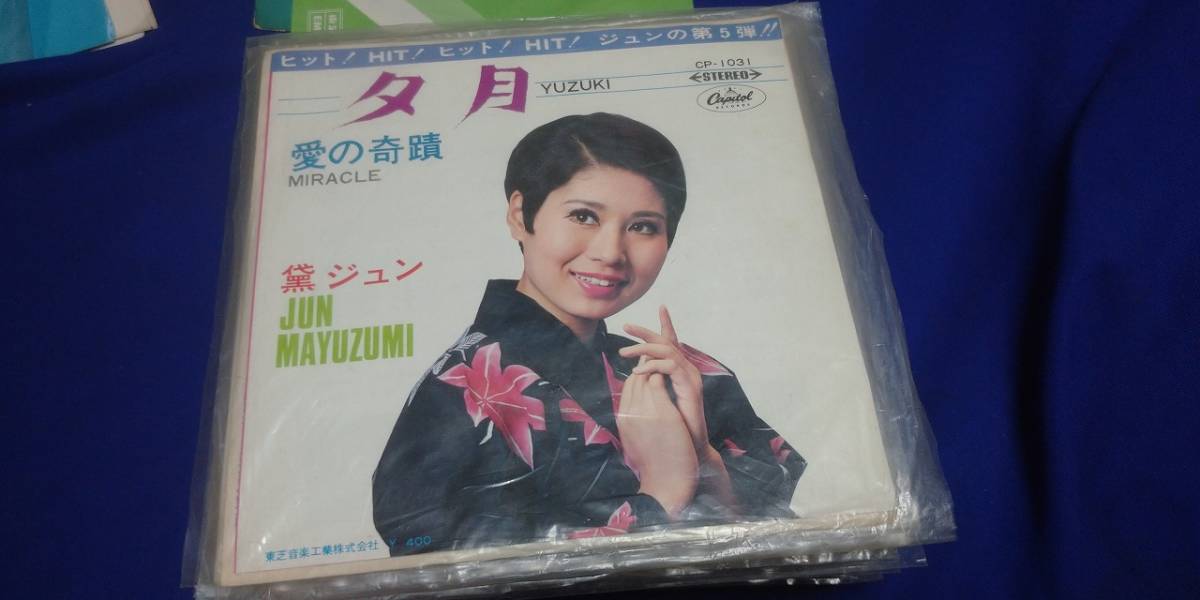 ヒット! HIT! ヒット! HIT! ジュンの第5弾!!
夕月 YUZUKI
CP-1031
STEREO
Capitol
RECORDS
愛の奇蹟
MIRACLE
黛ジュン
JUN
MAYUZUMI
東芝音楽工業株式会社 ¥400